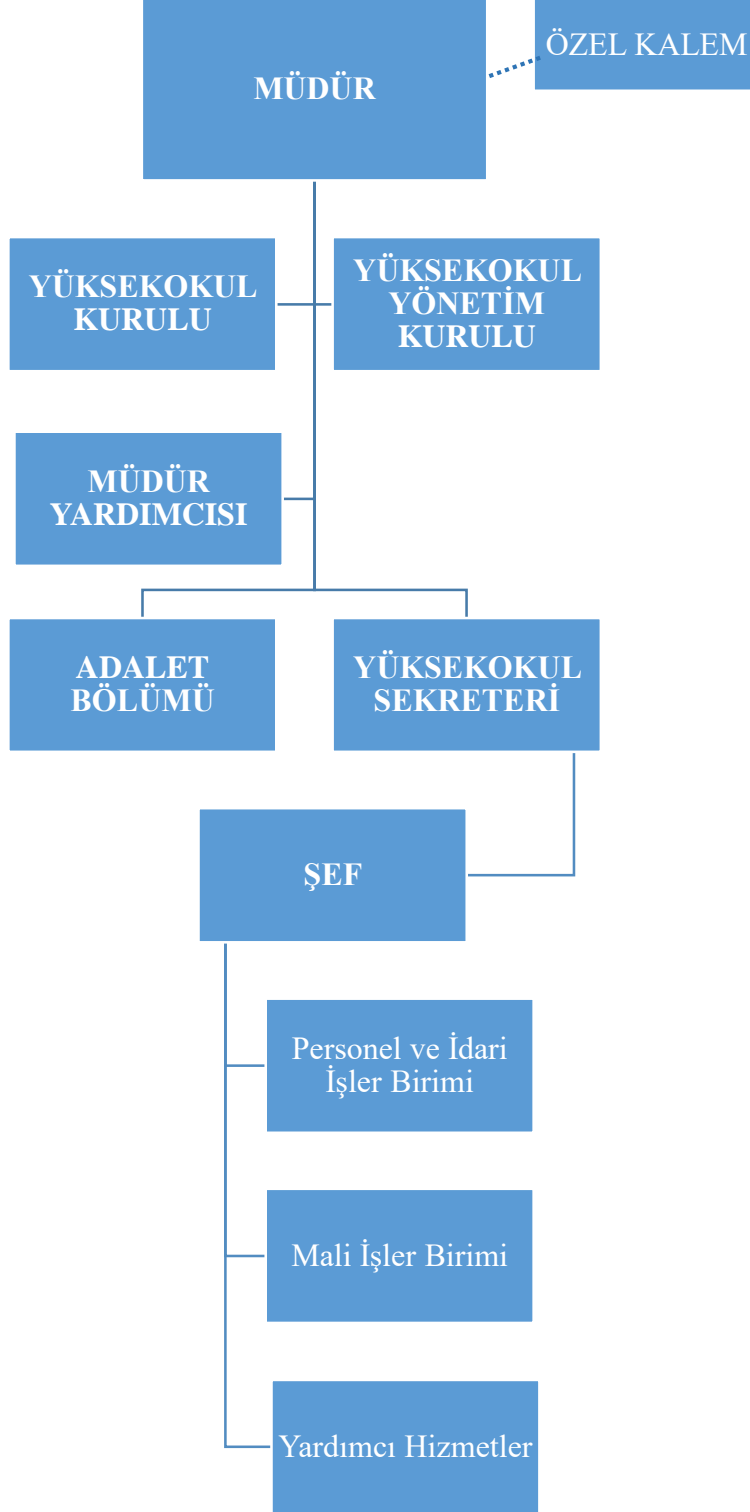 MÜDÜR
ÖZEL KALEM
YÜKSEKOKUL
KURULU
YÜKSEKOKUL
YÖNETİM
KURULU
MÜDÜR
YARDIMCISI
ADALET
BÖLÜMÜ
YÜKSEKOKUL
SEKRETERİ
ŞEF
Personel ve İdari
İşler Birimi
Mali İşler Birimi
Yardımcı Hizmetler